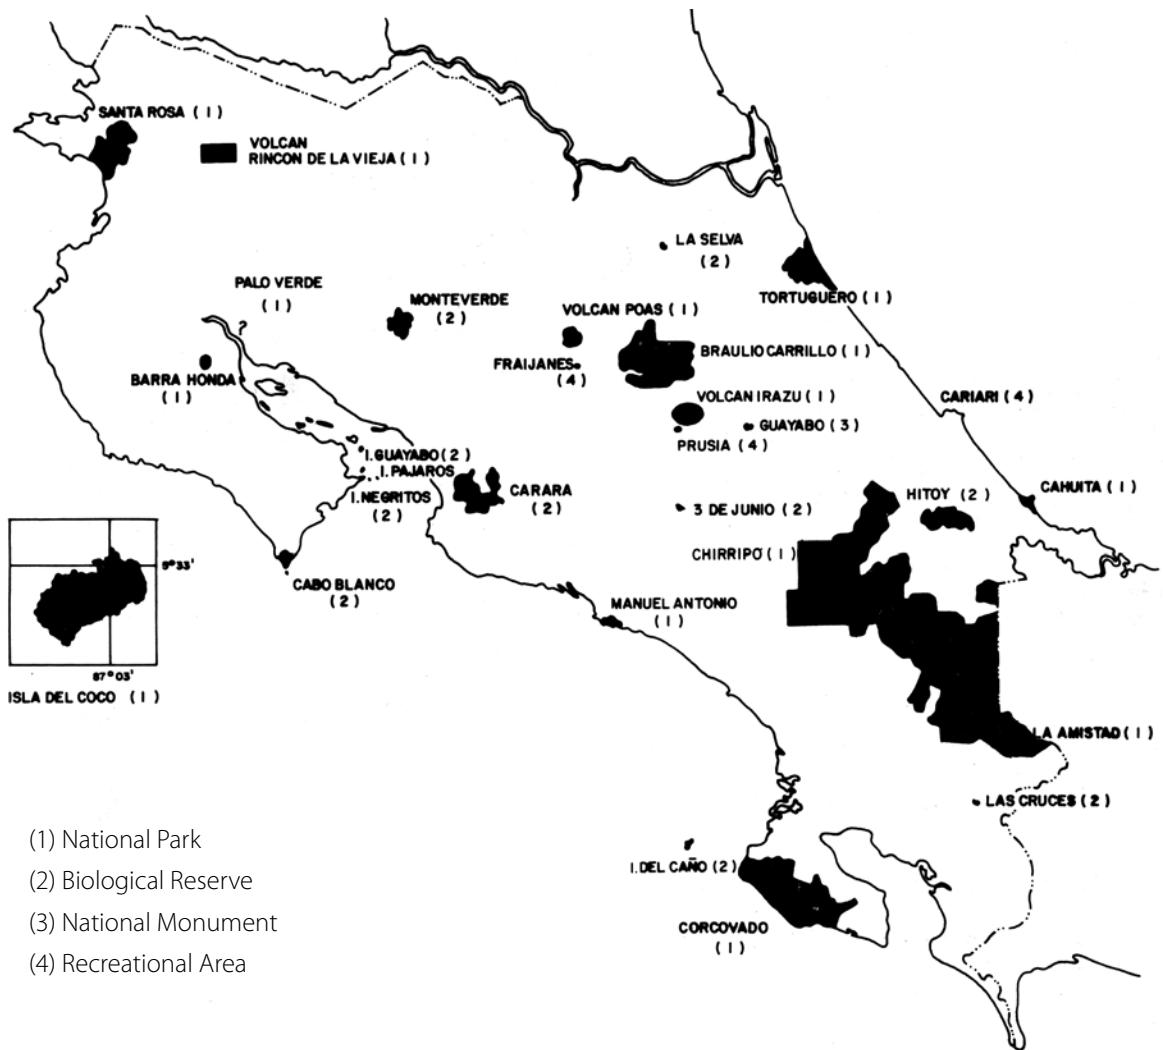 SANTA ROSA ( 1 )
VOLCAN
RINCON DE LA VIEJA ( 1 )
LA SELVA
( 2 )
TORTUGUERO ( 1 )
PALO VERDE
( 1 )
?
MONTEVERDE
( 2 )
VOLCAN POAS ( 1 )
FRAIJANES
( 4 )
BRAULIO CARRILLO ( 1 )
BARRA HONDA
( 1 )
VOLCAN IRAZU ( 1 )
GUAYABO ( 3 )
PRUSIA ( 4 )
CARIARI ( 4 )
I. GUAYABO ( 2 )
I. PAJAROS
I. NEGRITOS
( 2 )
CARARA
( 2 )
3 DE JUNIO ( 2 )
HITOY ( 2 )
CAHUITA ( 1 )
CHIRRIPO ( 1 )
9° 33'
87° 03'
ISLA DEL COCO ( 1 )
CABO BLANCO
( 2 )
MANUEL ANTONIO
( 1 )
LA AMISTAD ( 1 )
LAS CRUCES ( 2 )
I. DEL CAÑO ( 2 )
CORCOVADO
( 1 )
(1) National Park
(2) Biological Reserve
(3) National Monument
(4) Recreational Area